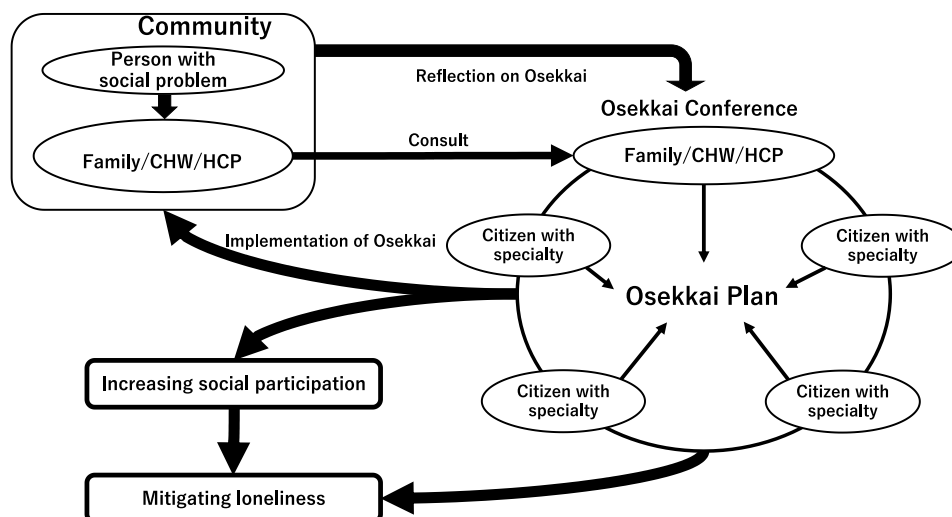 Community
Person with
social problem
Family/CHW/HCP
Reflection on Osekkai
Consult
Osekkai Conference
Family/CHW/HCP
Implementation of Osekkai
Citizen with
specialty
Citizen with
specialty
Osekkai Plan
Citizen with
specialty
Citizen with
specialty
Increasing social participation
Mitigating loneliness